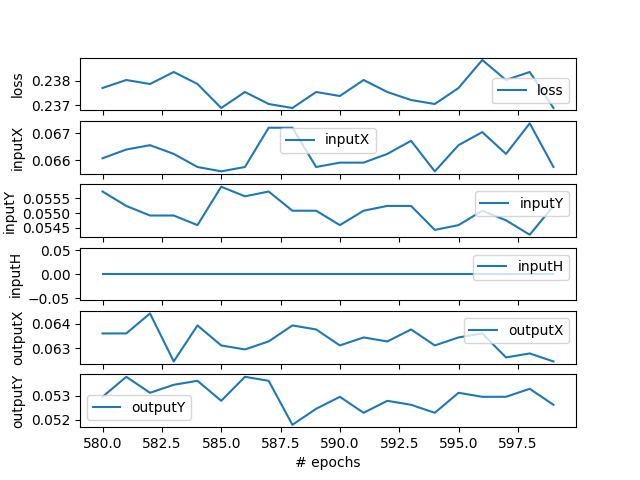 loss
0.238
0.237
loss
inputX
0.067
0.066
inputX
inputY
0.0555
0.0550
0.0545
inputY
inputH
0.05
0.00
−0.05
inputH
outputX
0.064
0.063
outputX
outputY
0.053
0.052
outputY
580.0 582.5 585.0 587.5 590.0 592.5 595.0 597.5
# epochs